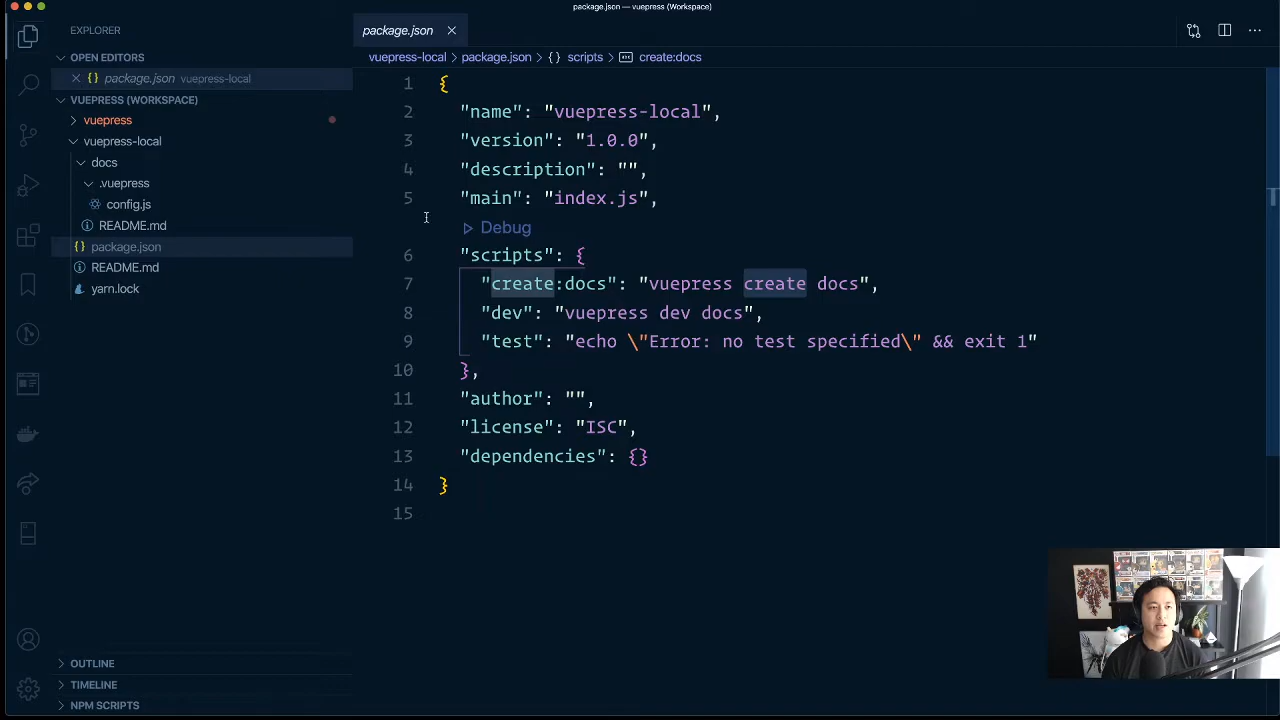 package.json — vuepress (Workspace)
EXPLORER
OPEN EDITORS
package.json vuepress-local
VUEPRESS (WORKSPACE)
vuepress
vuepress-local
docs
.vuepress
config.js
README.md
package.json
README.md
yarn.lock
OUTLINE
TIMELINE
NPM SCRIPTS
package.json
vuepress-local > package.json > {} scripts > create:docs
1 {
2 "name": "vuepress-local",
3 "version": "1.0.0",
4 "description": "",
5 "main": "index.js",
Debug
6 "scripts": {
7 "create:docs": "vuepress create docs",
8 "dev": "vuepress dev docs",
9 "test": "echo \"Error: no test specified\" && exit 1"
10 },
11 "author": "",
12 "license": "ISC",
13 "dependencies": {}
14 }
15